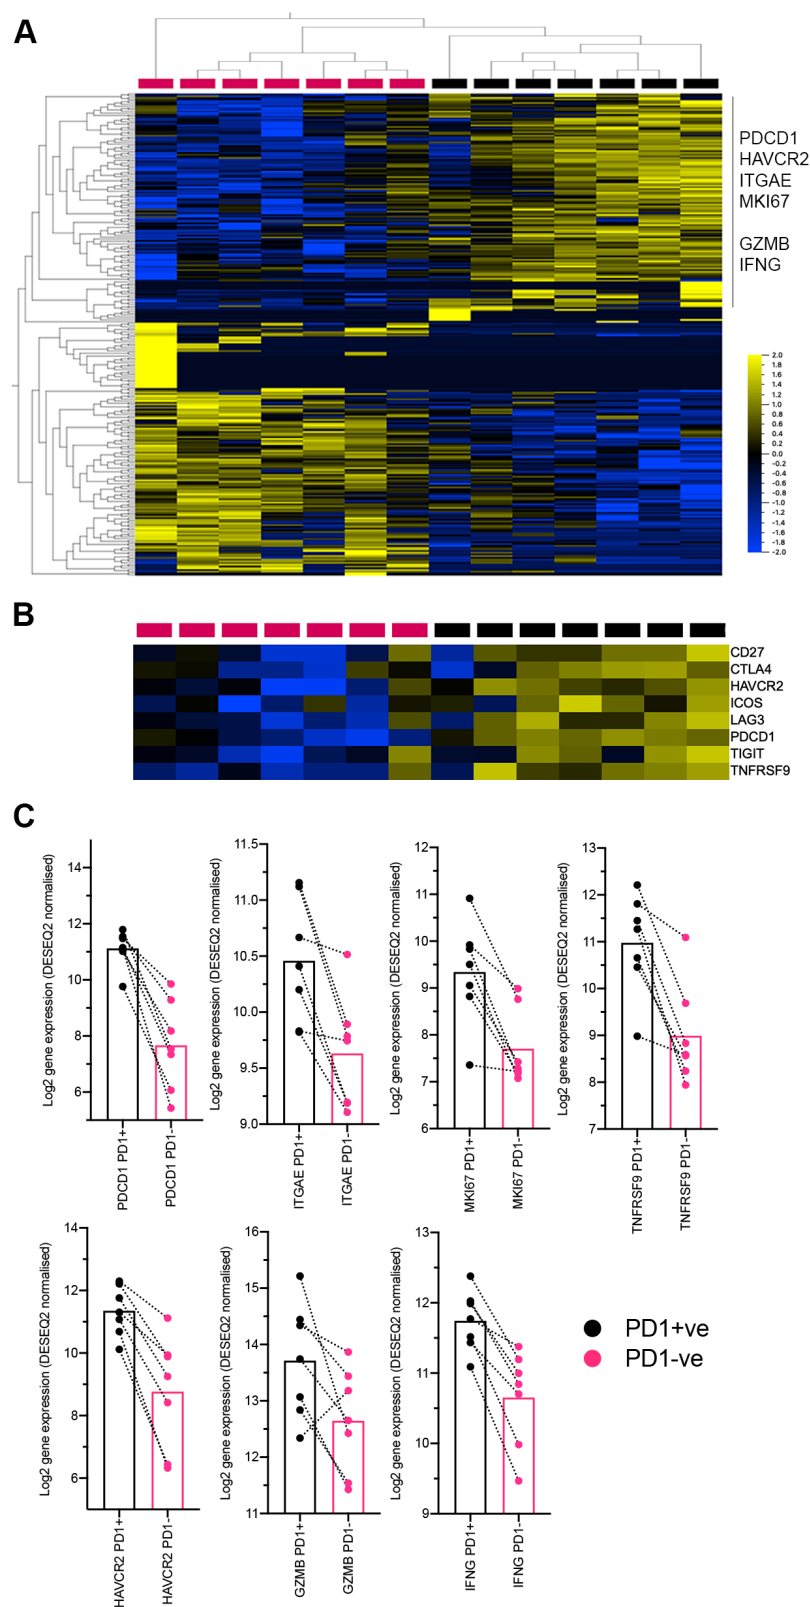 A
PDCD1
HAVCR2
ITGAE
MKI67
GZMB
IFNG
2.0
1.8
1.6
1.4
1.2
1.0
0.8
0.6
0.4
0.2
0.0
-0.2
-0.4
-0.6
-0.8
-1.0
-1.2
-1.4
-1.6
-1.8
-2.0
B
CD27
CTLA4
HAVCR2
ICOS
LAG3
PDCD1
TIGIT
TNFRSF9
C
Log2 gene expression (DESEQ2 normalised)
14
12
10
8
6
PDCD1 PD1+
PDCD1 PD1-
Log2 gene expression (DESEQ2 normalised)
11.5
11.0
10.5
10.0
9.5
9.0
ITGAE PD1+
ITGAE PD1-
Log2 gene expression (DESEQ2 normalised)
12
11
10
9
8
7
6
MKI67 PD1+
MKI67 PD1-
Log2 gene expression (DESEQ2 normalised)
13
12
11
10
9
8
7
TNFRSF9 PD1+
TNFRSF9 PD1-
Log2 gene expression (DESEQ2 normalised)
14
12
10
8
6
HAVCR2 PD1+
HAVCR2 PD1-
Log2 gene expression (DESEQ2 normalised)
16
15
14
13
12
11
GZMB PD1+
GZMB PD1-
Log2 gene expression (DESEQ2 normalised)
13
12
11
10
9
IFNG PD1+
IFNG PD1-
PD1+ve
PD1-ve